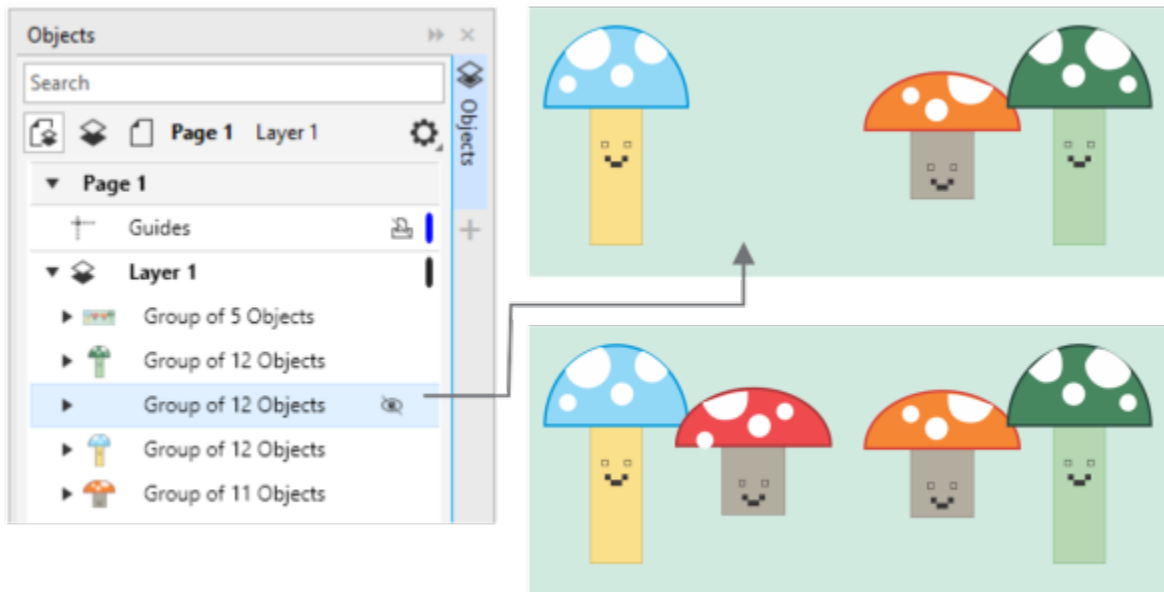 Objects
Search
Page 1 Layer 1
Objects
Page 1
Guides
Layer 1
Group of 5 Objects
Group of 12 Objects
Group of 12 Objects
Group of 12 Objects
Group of 11 Objects